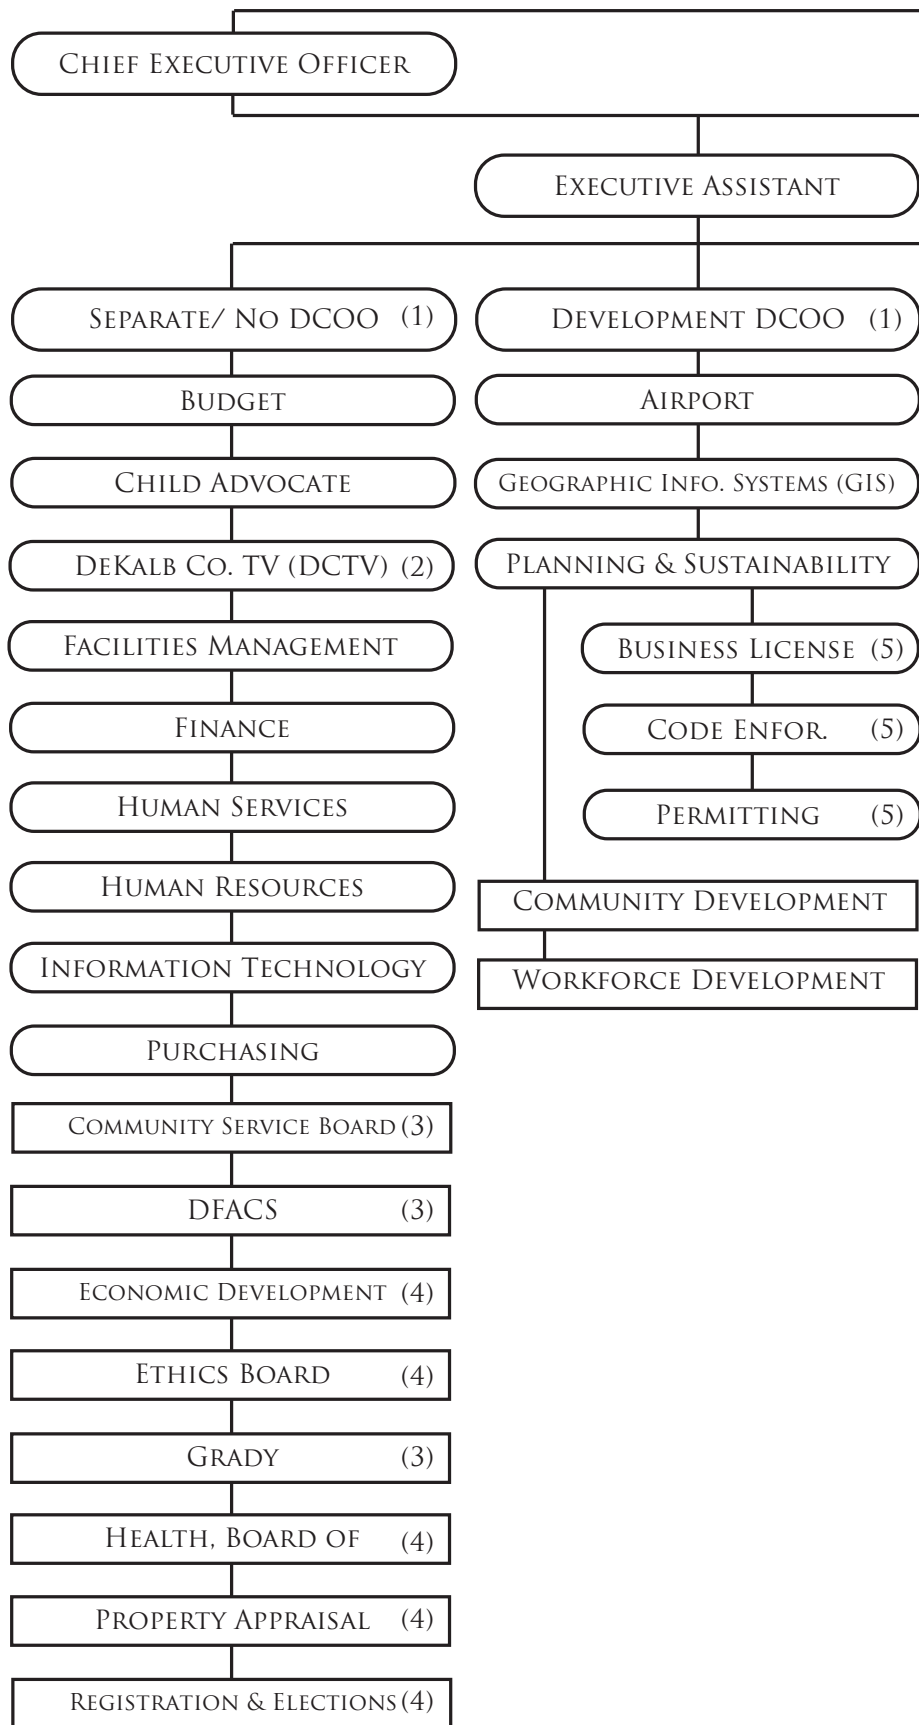 Chief Executive Officer
Executive Assistant
Separate/ No DCOO (1)
Budget
Child Advocate
DeKalb Co. TV (DCTV) (2)
Facilities Management
Finance
Human Services
Human Resources
Information Technology
Purchasing
Community Service Board (3)
DFACS (3)
Economic Development (4)
Ethics Board (4)
Grady (3)
Health, Board of (4)
Property Appraisal (4)
Registration & Elections (4)
Development DCOO (1)
Airport
Geographic Info. Systems (GIS)
Planning & Sustainability
Business License (5)
Code Enfor. (5)
Permitting (5)
Community Development
Workforce Development